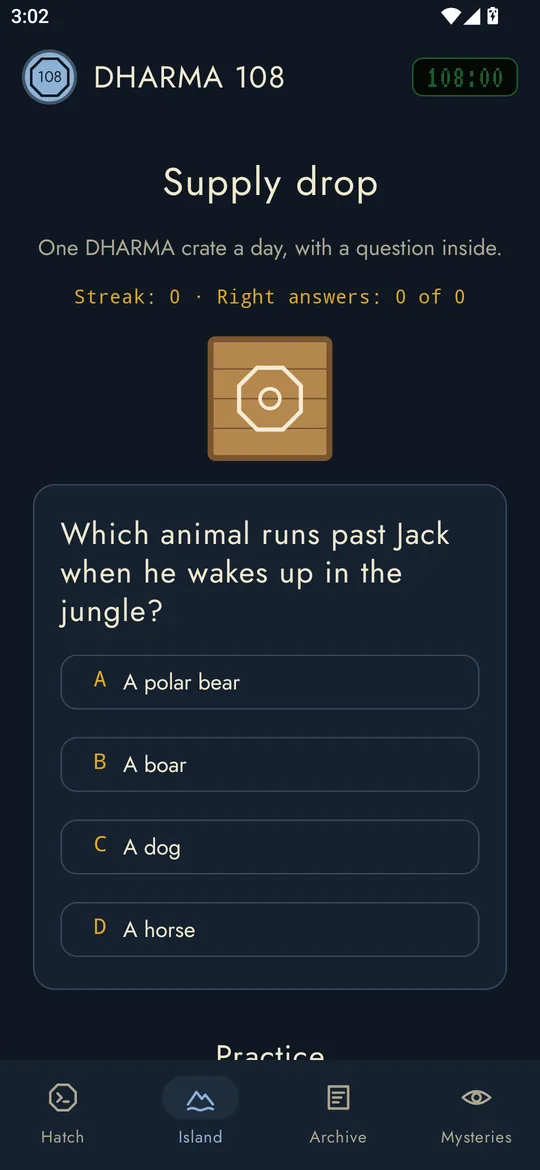 3:02
108 DHARMA 108 108:00
Supply drop
One DHARMA crate a day, with a question inside.
Streak: 0 · Right answers: 0 of 0
Which animal runs past Jack
when he wakes up in the
jungle?
A A polar bear
B A boar
C A dog
D A horse
Practice
Hatch Island Archive Mysteries